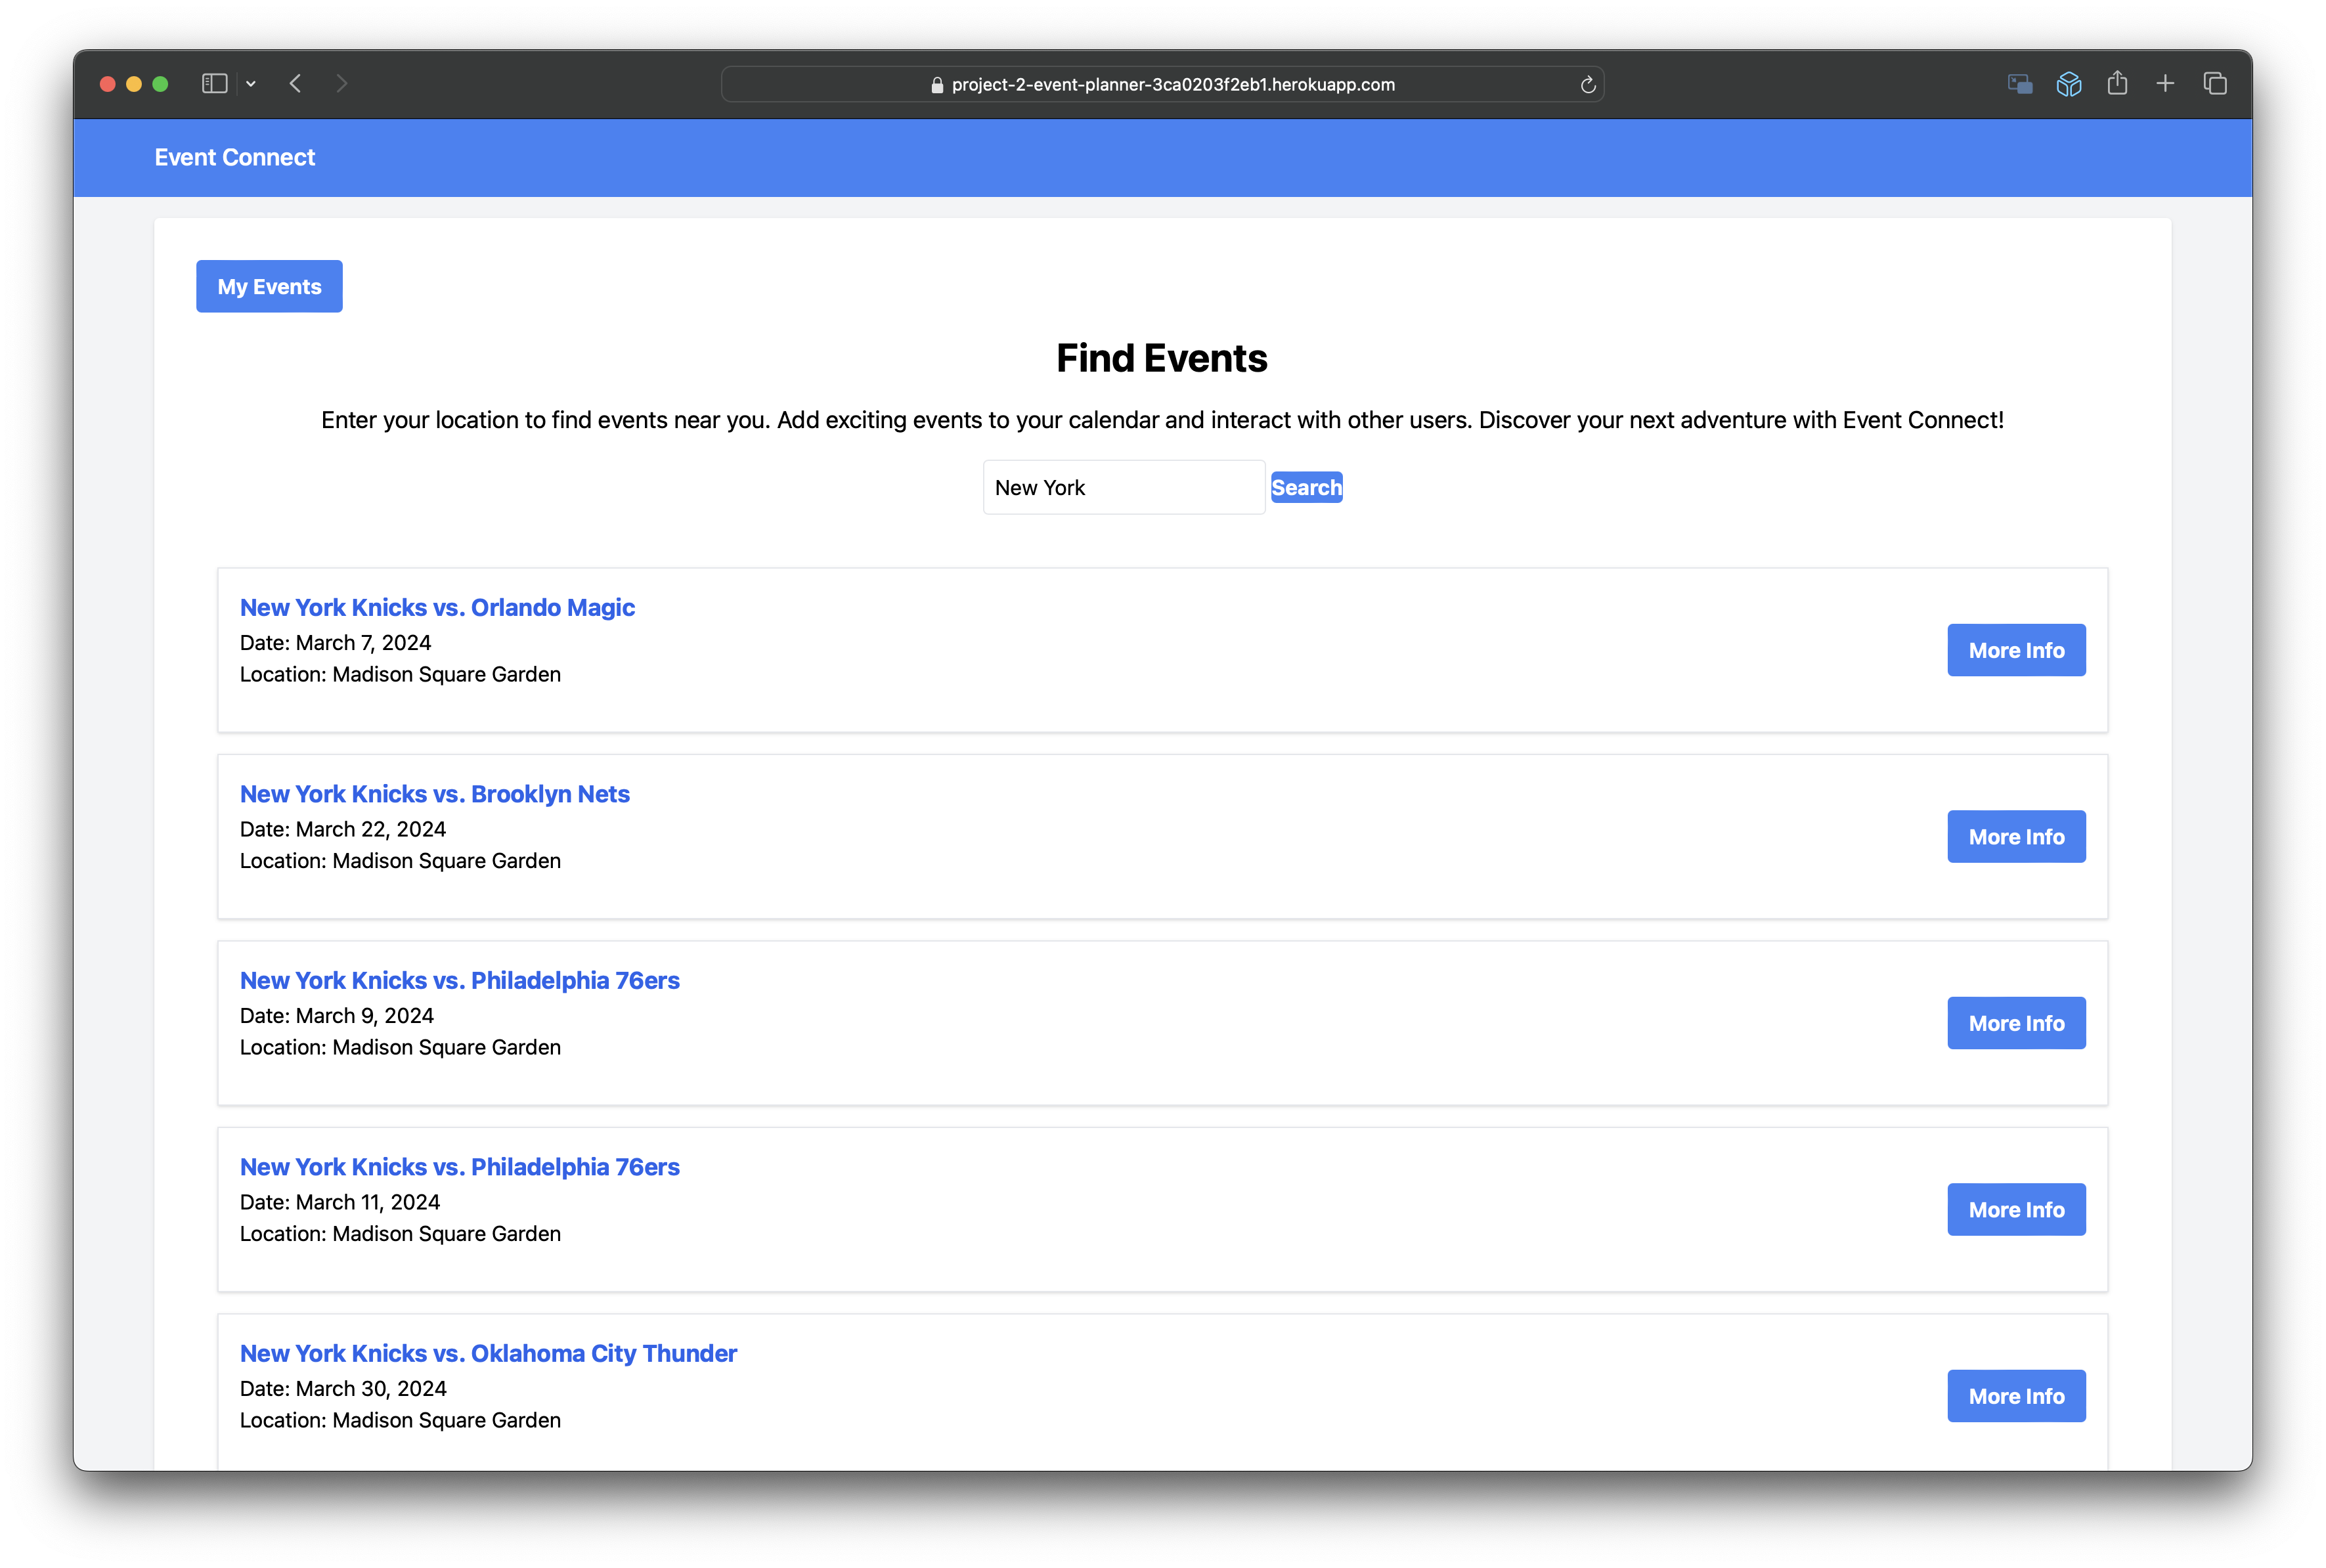 project-2-event-planner-3ca0203f2eb1.herokuapp.com
Event Connect
My Events
Find Events
Enter your location to find events near you. Add exciting events to your calendar and interact with other users. Discover your next adventure with Event Connect!
New York
Search
New York Knicks vs. Orlando Magic
Date: March 7, 2024
Location: Madison Square Garden
More Info
New York Knicks vs. Brooklyn Nets
Date: March 22, 2024
Location: Madison Square Garden
More Info
New York Knicks vs. Philadelphia 76ers
Date: March 9, 2024
Location: Madison Square Garden
More Info
New York Knicks vs. Philadelphia 76ers
Date: March 11, 2024
Location: Madison Square Garden
More Info
New York Knicks vs. Oklahoma City Thunder
Date: March 30, 2024
Location: Madison Square Garden
More Info